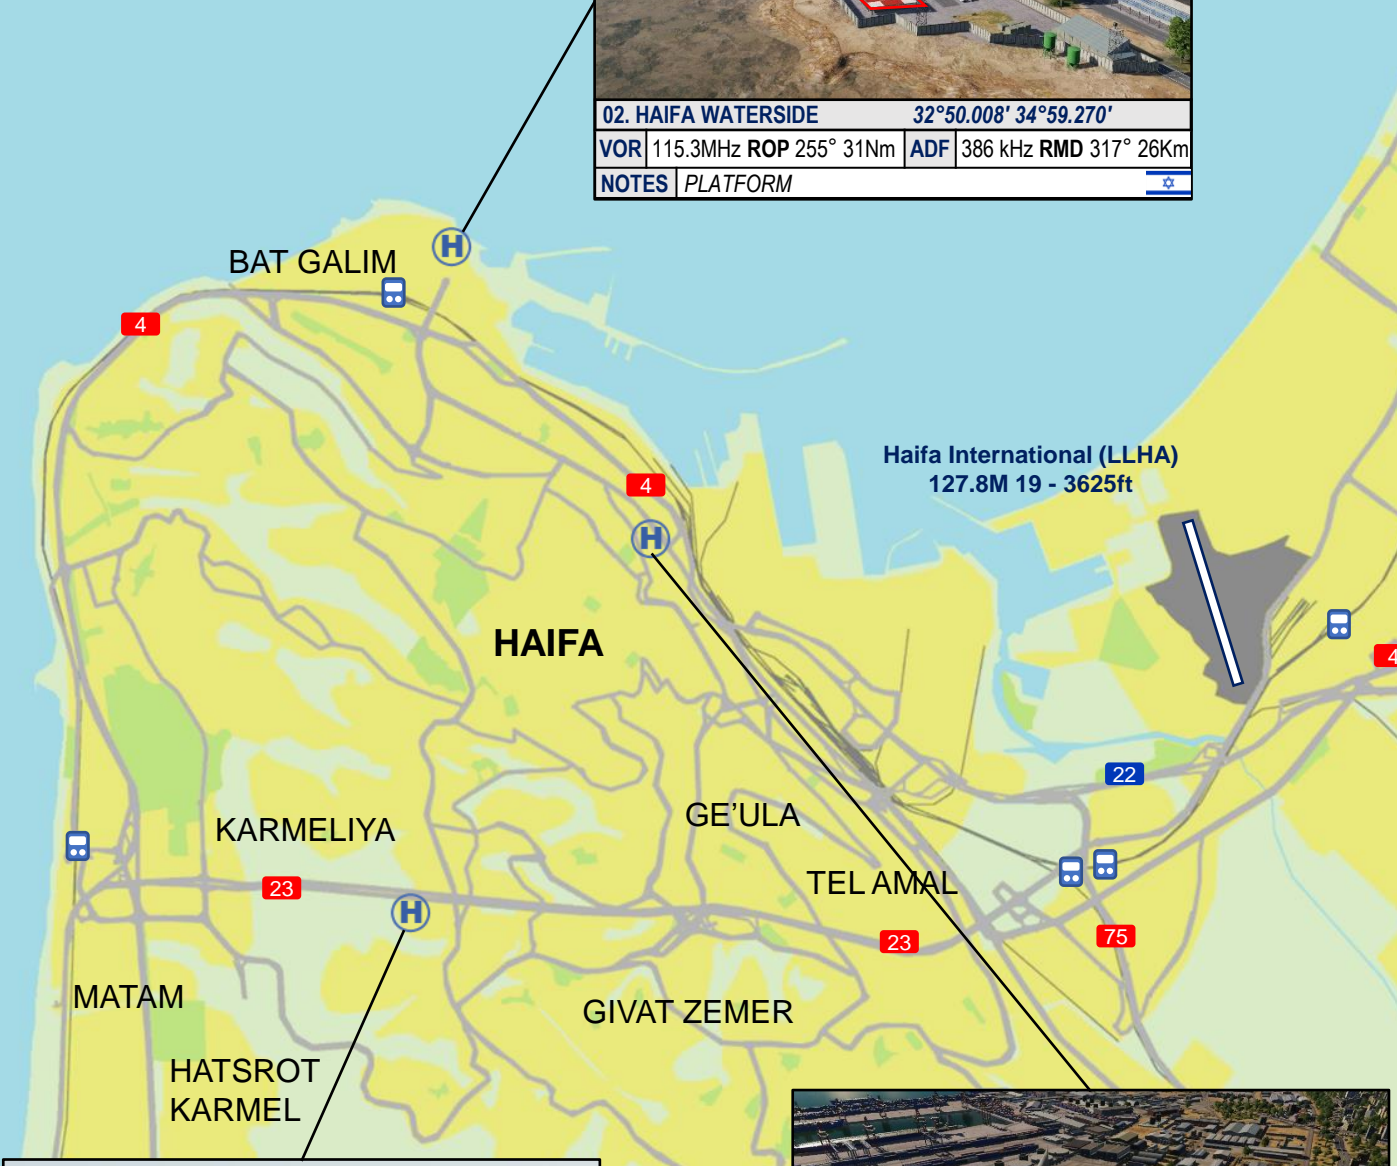 02. HAIFA WATERSIDE 32°50.008' 34°59.270'
VOR 115.3MHz ROP 255° 31Nm ADF 386 kHz RMD 317° 26Km
NOTES PLATFORM
H
BAT GALIM
4
Haifa International (LLHA)
127.8M 19 - 3625ft
4
H
HAIFA
4
22
GE'ULA
KARMELIYA
TEL AMAL
23
H
23
75
MATAM
GIVAT ZEMER
HATSROT
KARMEL